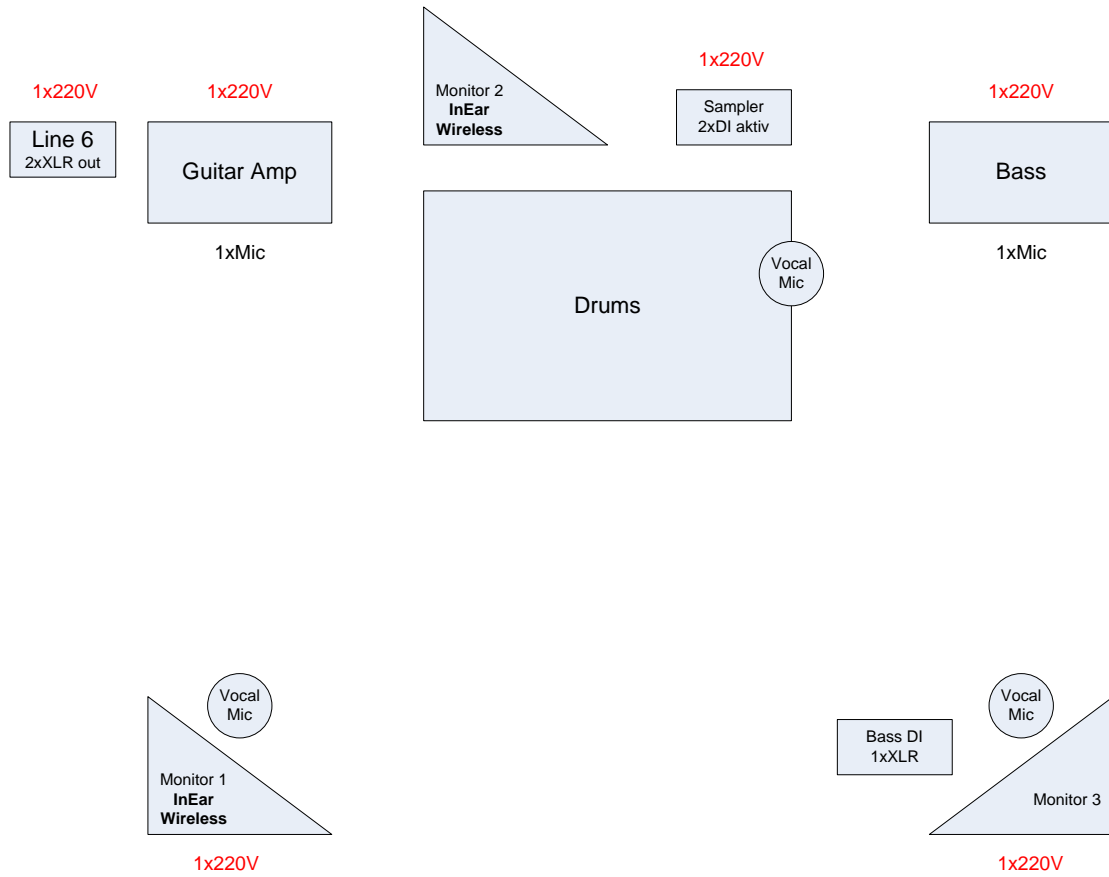 1x220V
Line 6
2xXLR out
1x220V
Guitar Amp
1xMic
Monitor 2
InEar
Wireless
1x220V
Sampler
2xDI aktiv
1x220V
Bass
1xMic
Drums
Vocal
Mic
Vocal
Mic
Monitor 1
InEar
Wireless
1x220V
Bass DI
1xXLR
Vocal
Mic
Monitor 3
1x220V